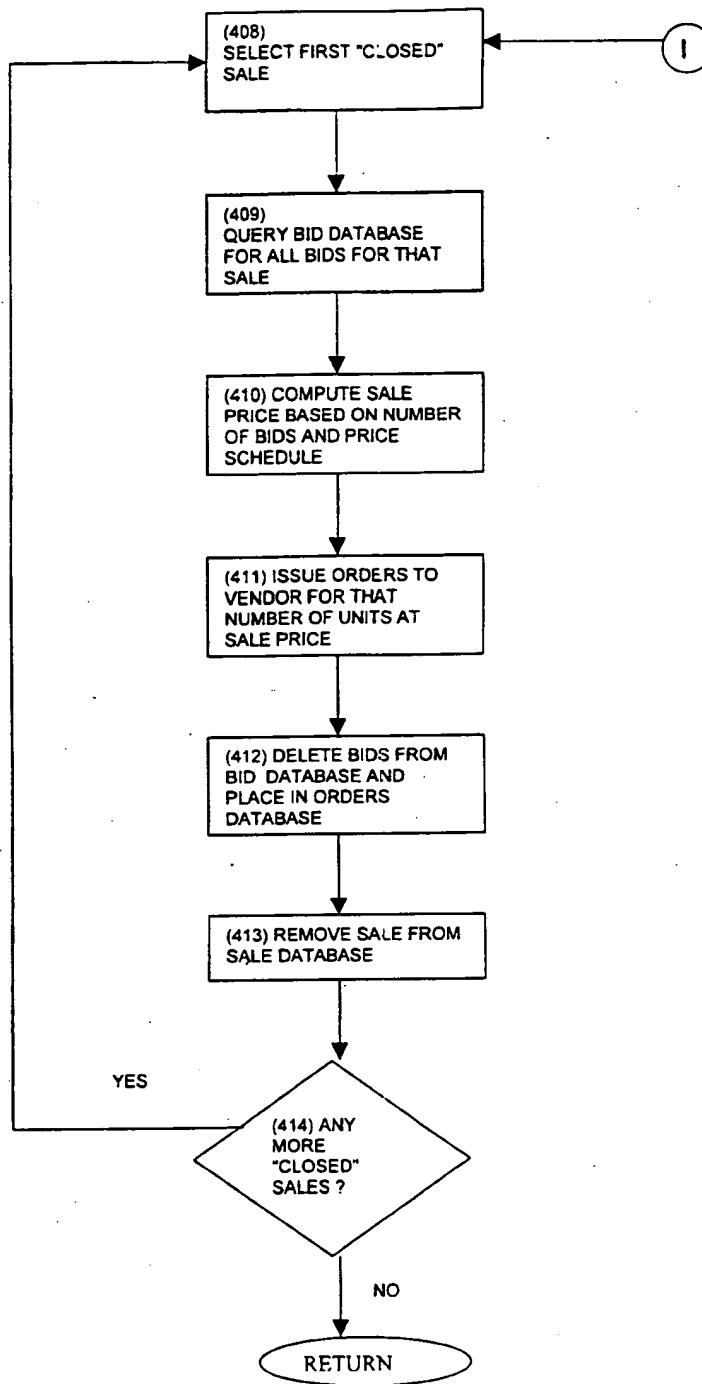 (408)
SELECT FIRST "CLOSED"
SALE
I
(409)
QUERY BID DATABASE
FOR ALL BIDS FOR THAT
SALE
(410) COMPUTE SALE
PRICE BASED ON NUMBER
OF BIDS AND PRICE
SCHEDULE
(411) ISSUE ORDERS TO
VENDOR FOR THAT
NUMBER OF UNITS AT
SALE PRICE
(412) DELETE BIDS FROM
BID DATABASE AND
PLACE IN ORDERS
DATABASE
(413) REMOVE SALE FROM
SALE DATABASE
YES
(414) ANY
MORE
"CLOSED"
SALES ?
NO
RETURN